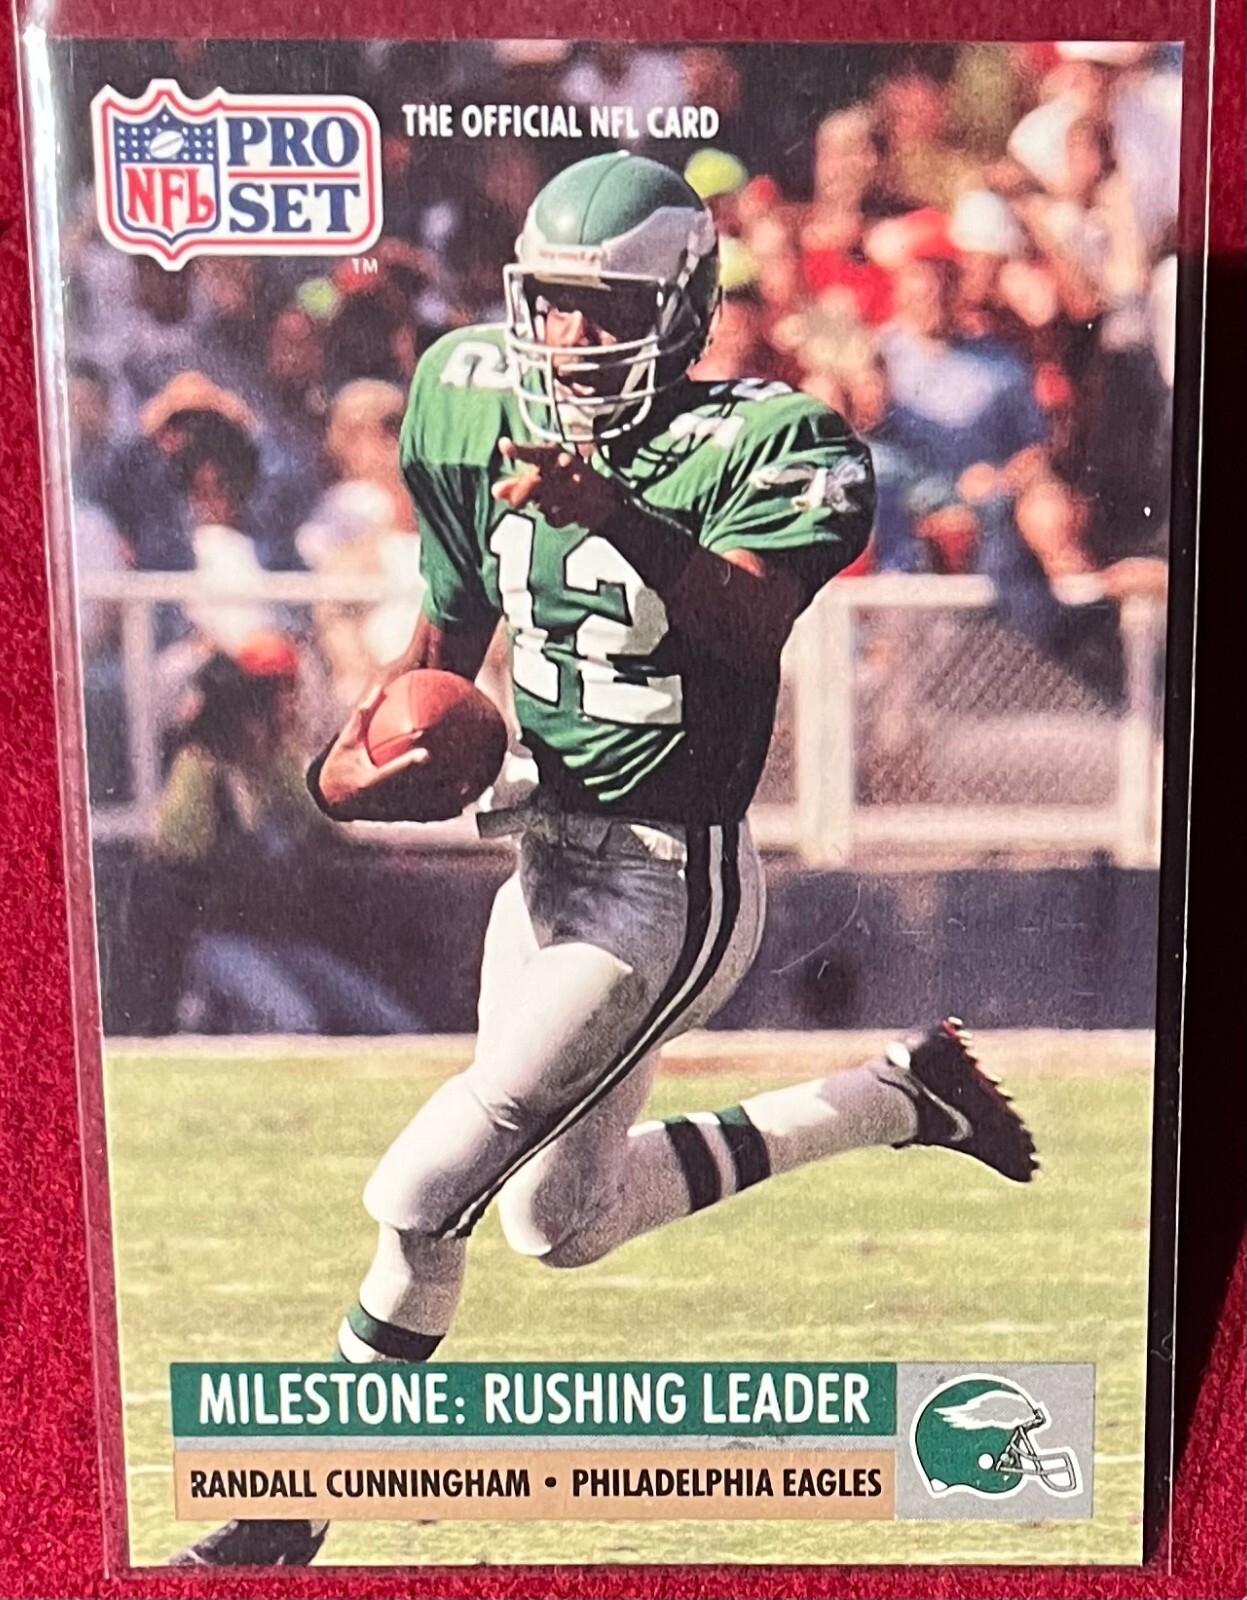 THE OFFICIAL NFL CARD
PRO
NFL
SET
TM
12
MILESTONE: RUSHING LEADER
RANDALL CUNNINGHAM • PHILADELPHIA EAGLES